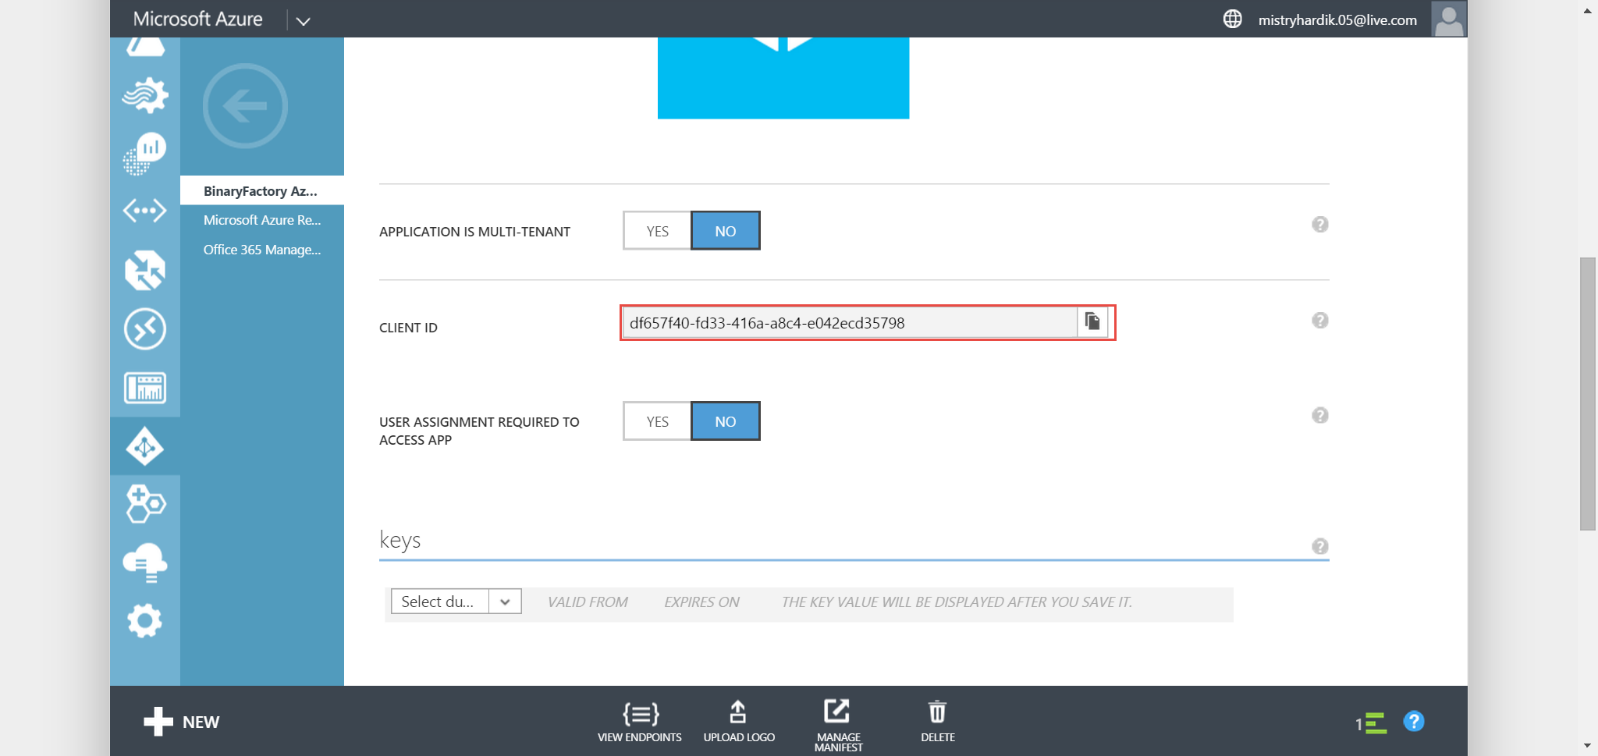 Microsoft Azure
mistryhardik.05@live.com
BinaryFactory Az...
Microsoft Azure Re...
Office 365 Manage...
APPLICATION IS MULTI-TENANT
YES
NO
?
CLIENT ID
df657f40-fd33-416a-a8c4-e042ecd35798
?
USER ASSIGNMENT REQUIRED TO
ACCESS APP
YES
NO
?
keys
?
Select du...
VALID FROM
EXPIRES ON
THE KEY VALUE WILL BE DISPLAYED AFTER YOU SAVE IT.
NEW
VIEW ENDPOINTS
UPLOAD LOGO
MANAGE
MANIFEST
DELETE
1
?